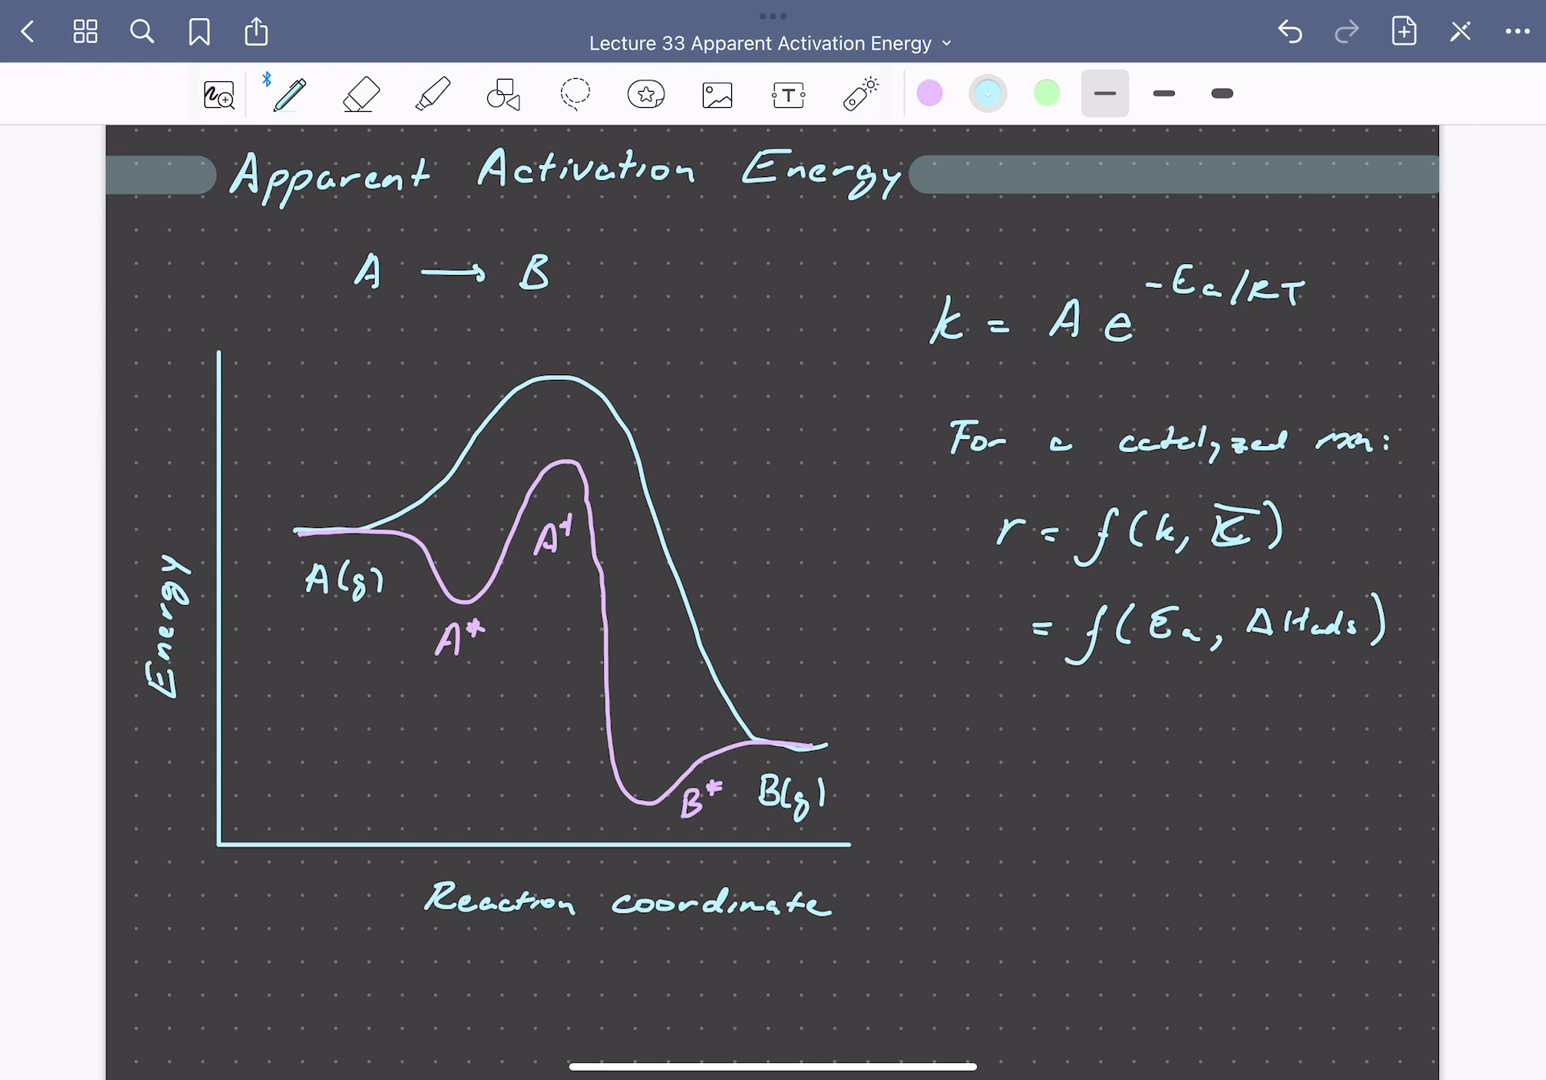 Lecture 33 Apparent Activation Energy
T
Apparent Activation Energy
A → B
k = A e^-Ea/RT
For a catalyzed rxn:
r = f(k, K̅)
= f(Ea, ΔHads)
Energy
A(g)
A*
A‡
B*
B(g)
Reaction coordinate